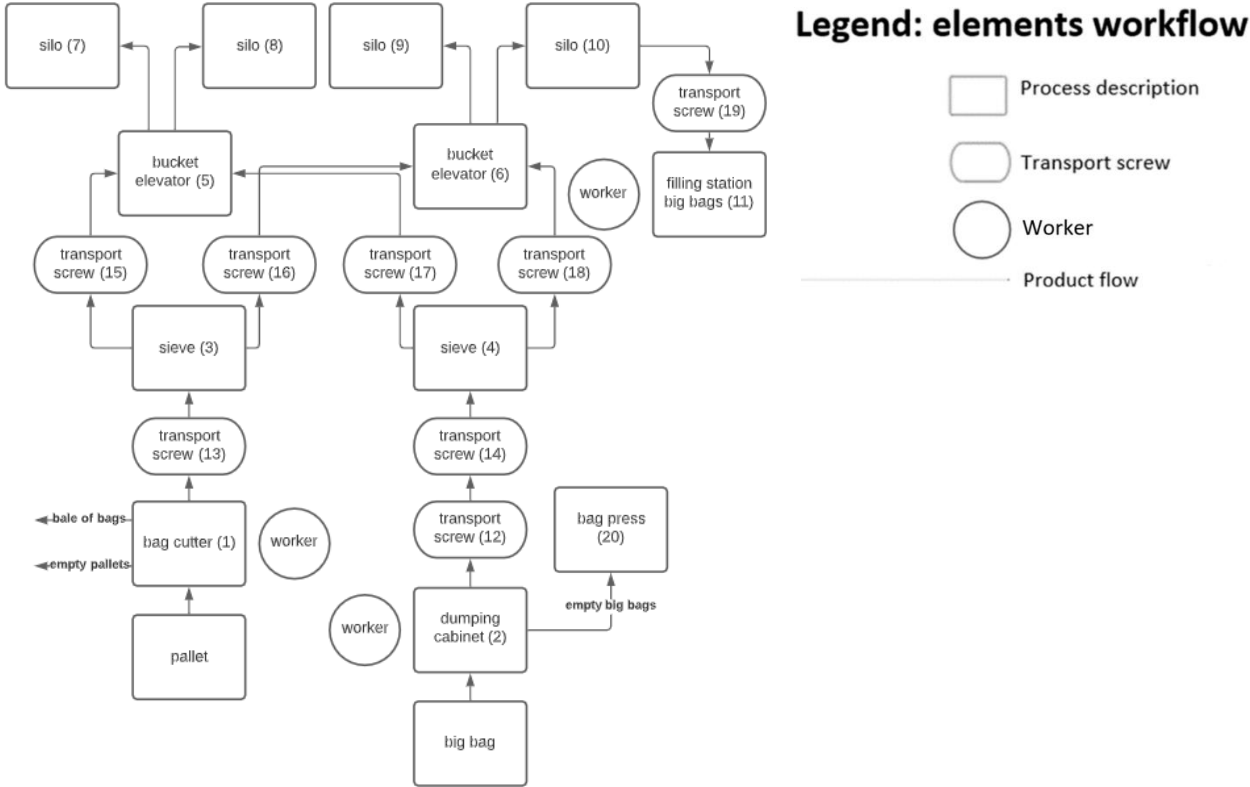 Legend: elements workflow
silo (7)
silo (8)
silo (9)
silo (10)
Process description
transport
screw (19)
Transport screw
bucket
elevator (5)
bucket
elevator (6)
worker
filling station
big bags (11)
Worker
transport
screw (15)
transport
screw (16)
transport
screw (17)
transport
screw (18)
Product flow
sieve (3)
sieve (4)
transport
screw (13)
transport
screw (14)
bale of bags
bag cutter (1)
empty pallets
worker
transport
screw (12)
bag press
(20)
empty big bags
worker
dumping
cabinet (2)
pallet
big bag